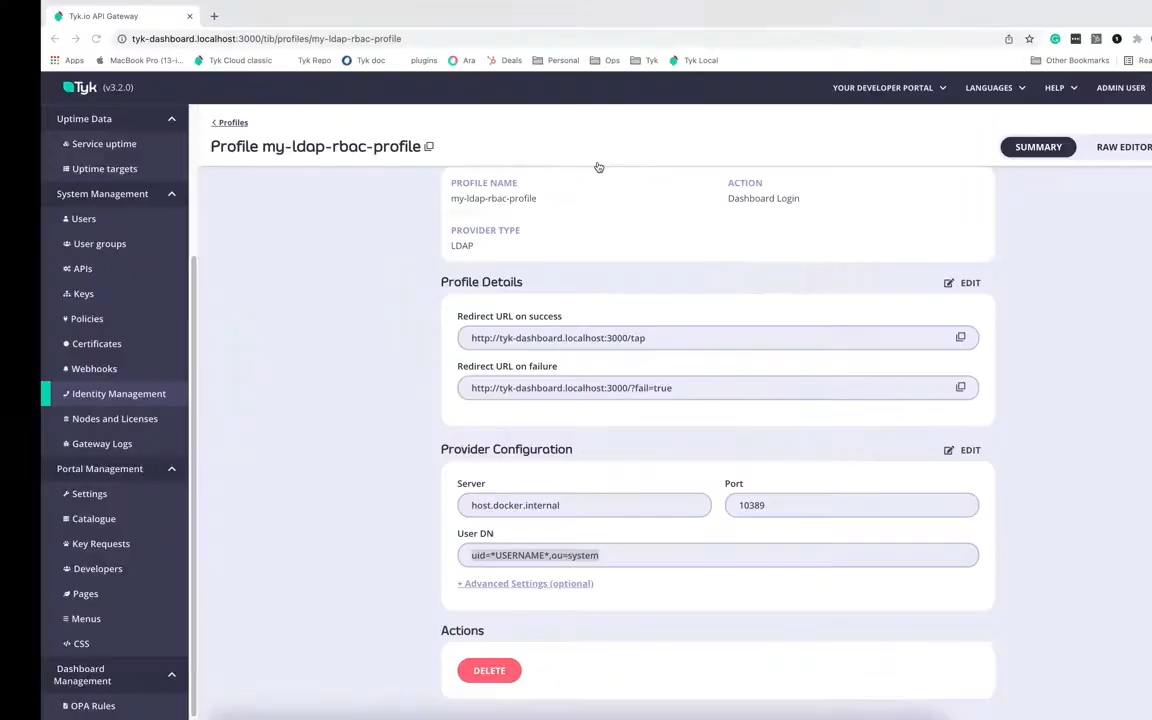 Tyk.io API Gateway
tyk-dashboard.localhost:3000/tib/profiles/my-ldap-rbac-profile
Apps MacBook Pro (13-i... Tyk Cloud classic Tyk Repo Tyk doc plugins Ara Deals Personal Ops Tyk Tyk Local Other Bookmarks
Tyk (v3.2.0) YOUR DEVELOPER PORTAL LANGUAGES HELP ADMIN USER
Uptime Data
Service uptime
Uptime targets
System Management
Users
User groups
APIs
Keys
Policies
Certificates
Webhooks
Identity Management
Nodes and Licenses
Gateway Logs
Portal Management
Settings
Catalogue
Key Requests
Developers
Pages
Menus
CSS
Dashboard
Management
OPA Rules
< Profiles
Profile my-ldap-rbac-profile SUMMARY RAW EDITOR
PROFILE NAME ACTION
my-ldap-rbac-profile Dashboard Login
PROVIDER TYPE
LDAP
Profile Details EDIT
Redirect URL on success
http://tyk-dashboard.localhost:3000/tap
Redirect URL on failure
http://tyk-dashboard.localhost:3000/?fail=true
Provider Configuration EDIT
Server Port
host.docker.internal 10389
User DN
uid=*USERNAME*,ou=system
+ Advanced Settings (optional)
Actions
DELETE